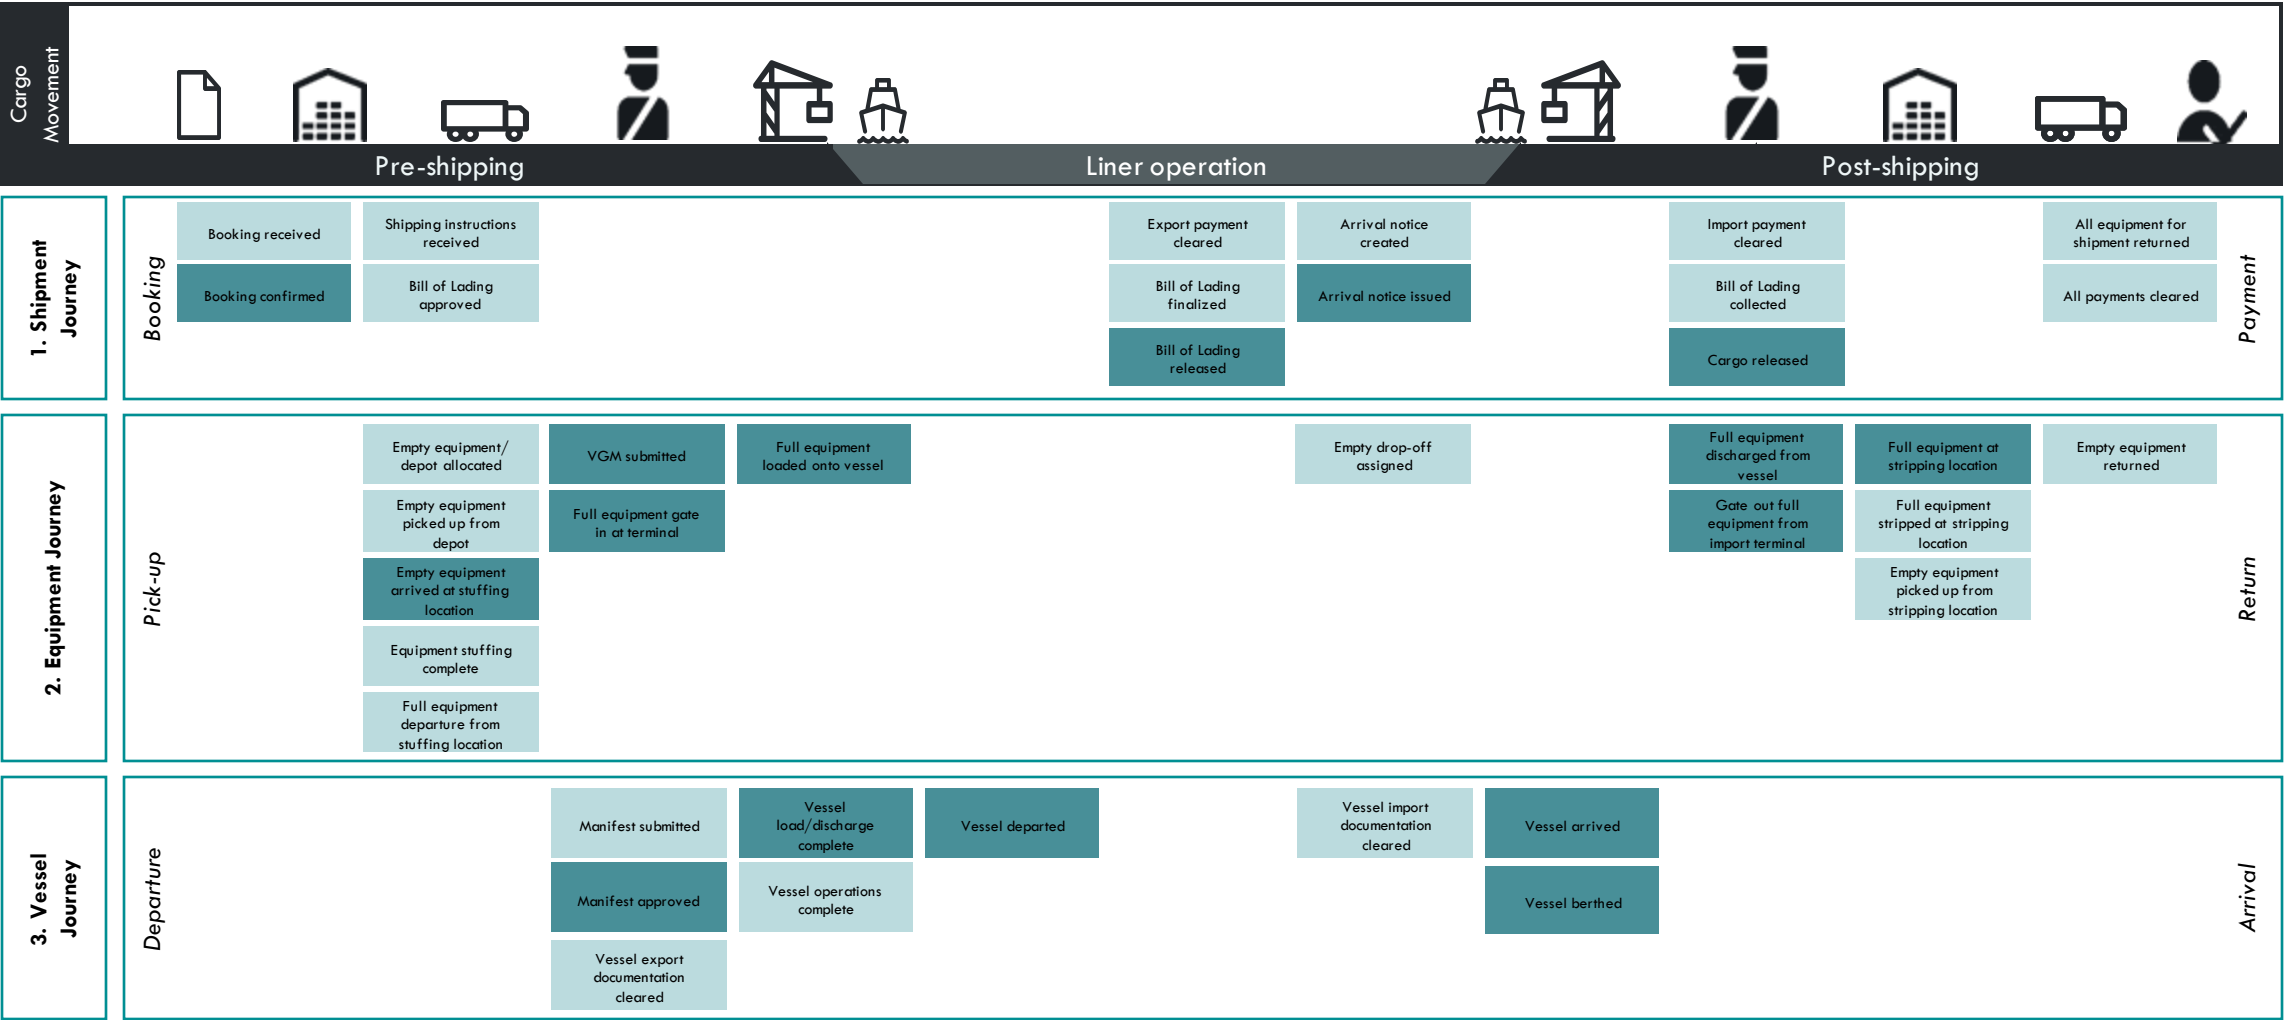 Cargo
Movement
Pre-shipping
Liner operation
Post-shipping
1. Shipment
Journey
Booking
Booking received
Booking confirmed
Shipping instructions
received
Bill of Lading
approved
Export payment
cleared
Bill of Lading
finalized
Bill of Lading
released
Arrival notice
created
Arrival notice issued
Import payment
cleared
Bill of Lading
collected
Cargo released
All equipment for
shipment returned
All payments cleared
Payment
2. Equipment Journey
Pick-up
Empty equipment/
depot allocated
Empty equipment
picked up from
depot
Empty equipment
arrived at stuffing
location
Equipment stuffing
complete
Full equipment
departure from
stuffing location
VGM submitted
Full equipment gate
in at terminal
Full equipment
loaded onto vessel
Empty drop-off
assigned
Full equipment
discharged from
vessel
Gate out full
equipment from
import terminal
Full equipment at
stripping location
Full equipment
stripped at stripping
location
Empty equipment
picked up from
stripping location
Empty equipment
returned
Return
3. Vessel
Journey
Departure
Manifest submitted
Manifest approved
Vessel export
documentation
cleared
Vessel
load/discharge
complete
Vessel operations
complete
Vessel departed
Vessel import
documentation
cleared
Vessel arrived
Vessel berthed
Arrival